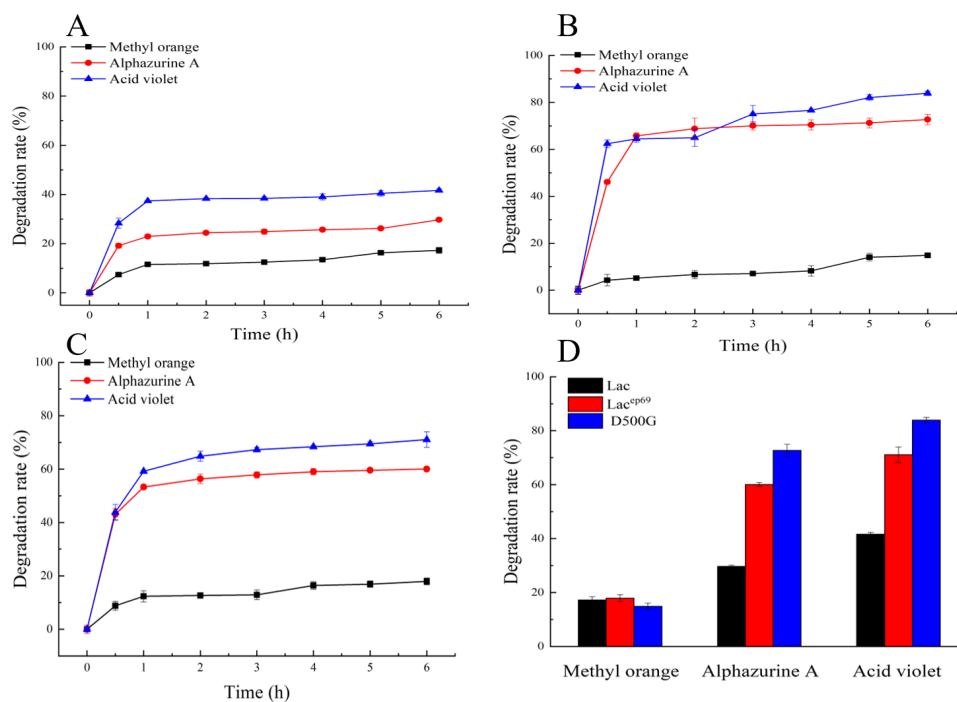 A
Methyl orange
Alphazurine A
Acid violet
Degradation rate (%)
100
80
60
40
20
0
0 1 2 3 4 5 6
Time (h)
B
Methyl orange
Alphazurine A
Acid violet
Degradation rate (%)
100
80
60
40
20
0
0 1 2 3 4 5 6
Time (h)
C
Methyl orange
Alphazurine A
Acid violet
Degradation rate (%)
100
80
60
40
20
0
0 1 2 3 4 5 6
Time (h)
D
Lac
Lac^ep69
D500G
Degradation rate (%)
100
80
60
40
20
0
Methyl orange Alphazurine A Acid violet